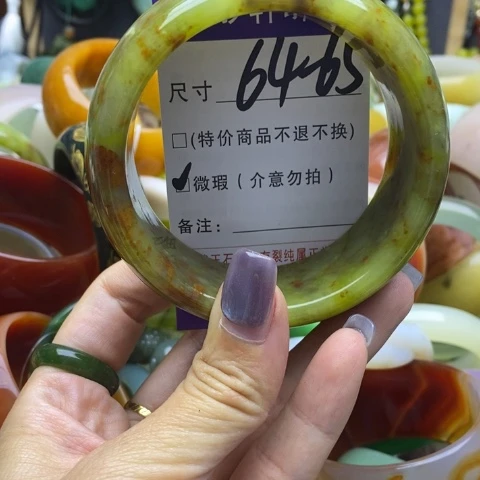 尺寸 64-65
□(特价商品不退不换)
☑微瑕(介意勿拍)
备注: